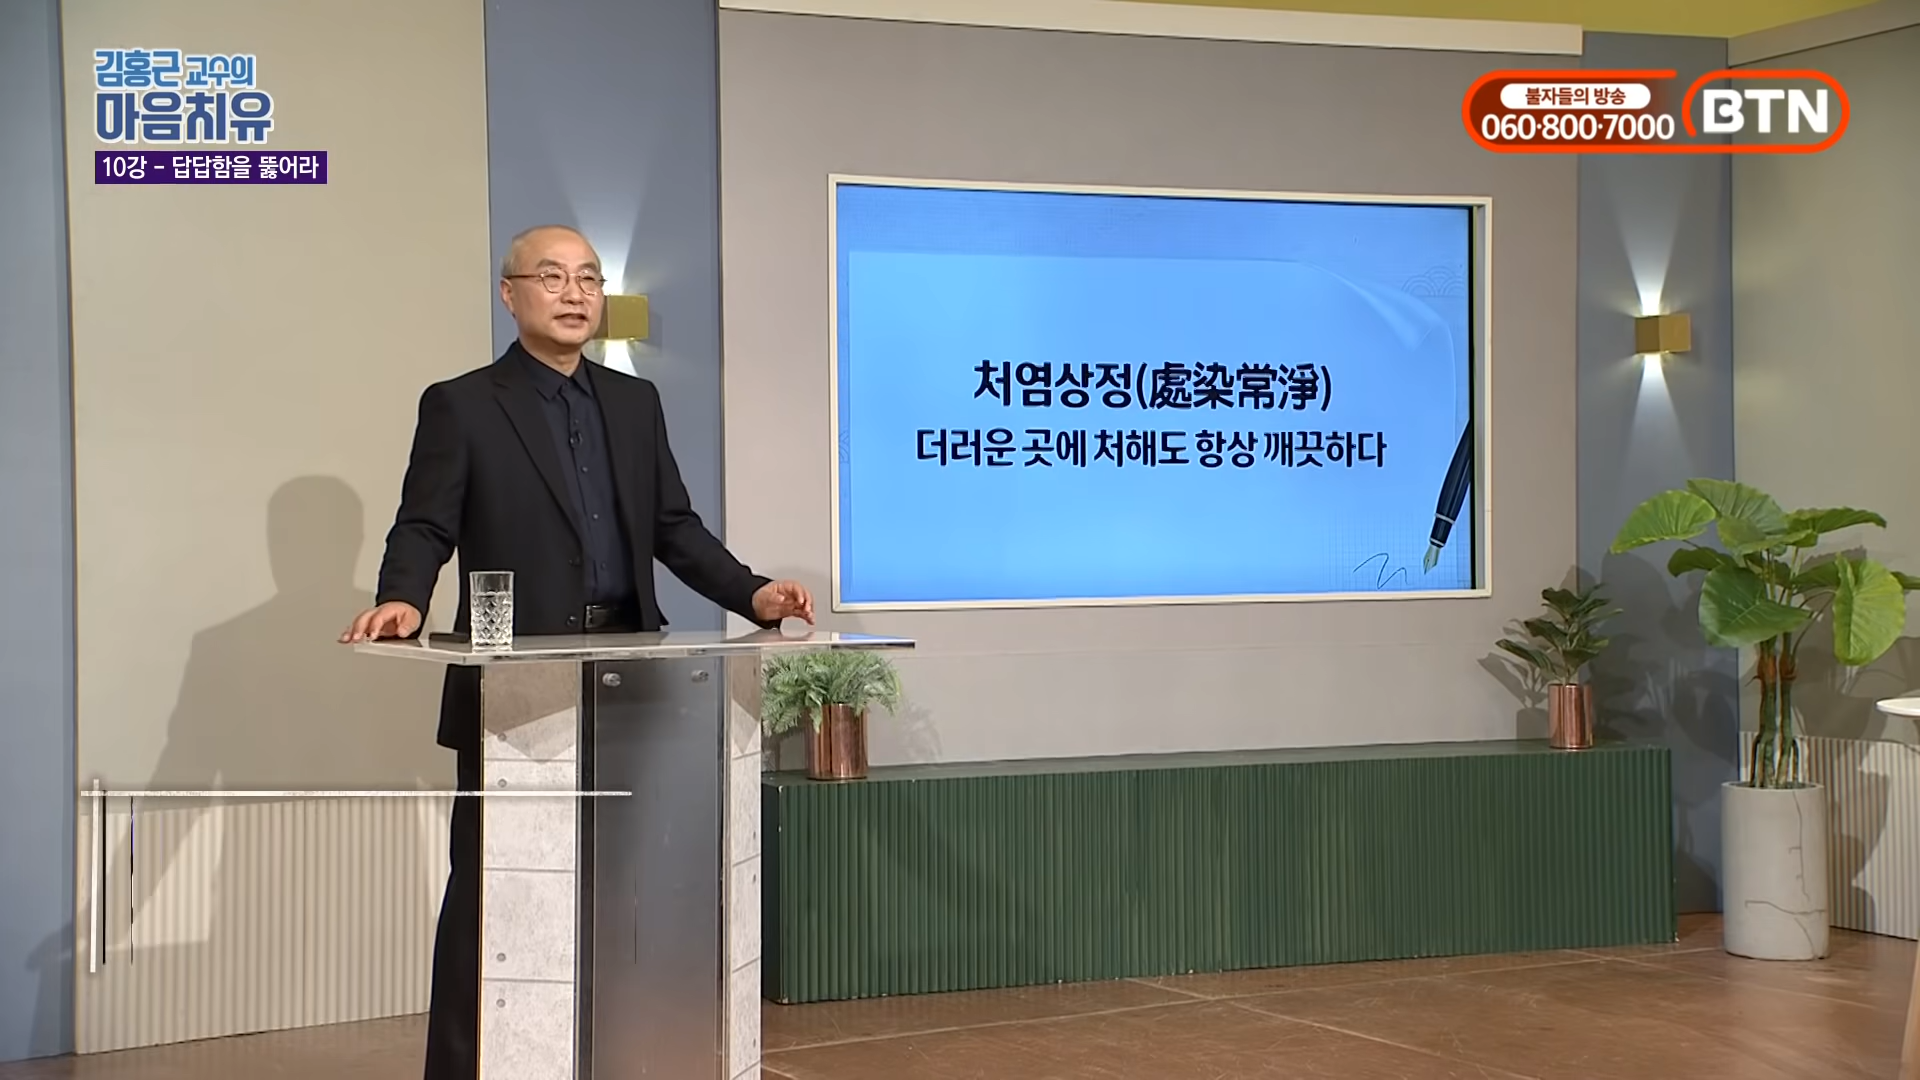 김홍근 교수의
마음치유
10강 - 답답함을 뚫어라
불자들의 방송
060·800·7000
BTN
처염상정(處染常淨)
더러운 곳에 처해도 항상 깨끗하다